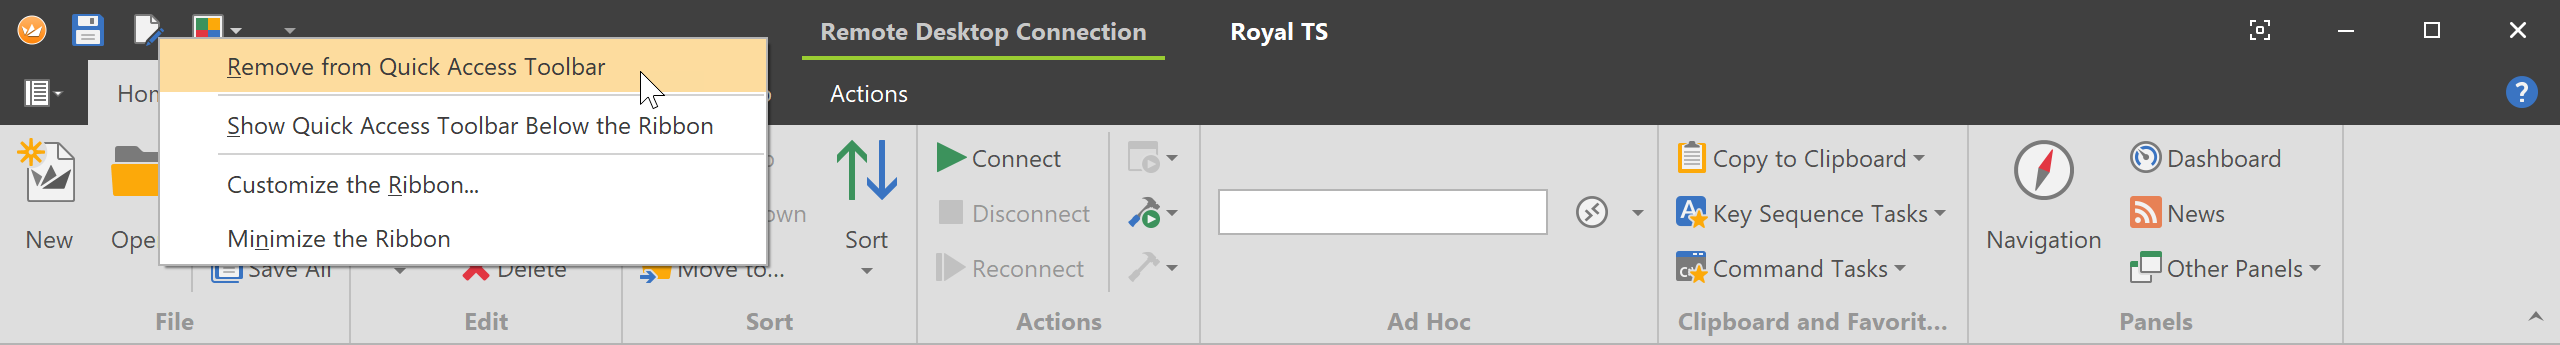 Remote Desktop Connection
Royal TS
Remove from Quick Access Toolbar
Show Quick Access Toolbar Below the Ribbon
Customize the Ribbon...
Minimize the Ribbon
Actions
?
New
Save All
Delete
Move to...
Sort
Connect
Disconnect
Reconnect
Copy to Clipboard
Key Sequence Tasks
Command Tasks
Navigation
Dashboard
News
Other Panels
File
Edit
Sort
Actions
Ad Hoc
Clipboard and Favorit...
Panels